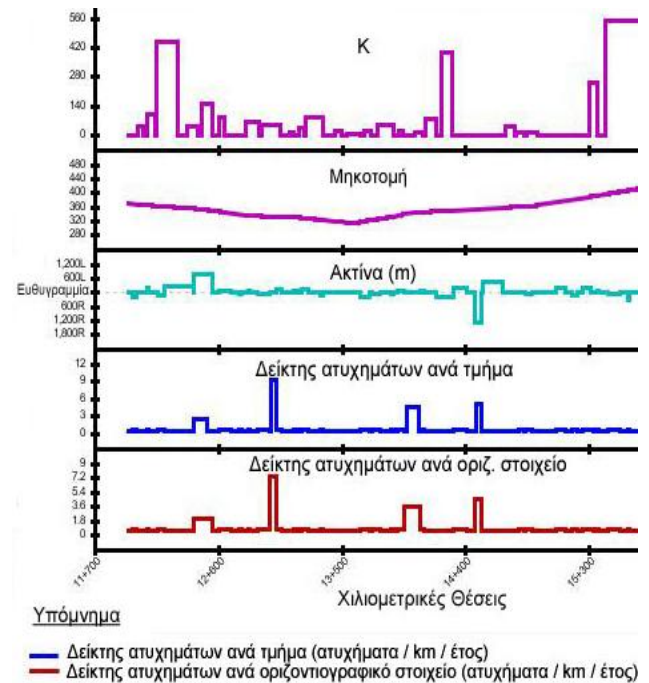 560
420
280
140
0
K
480
440
400
360
320
280
Μηκοτομή
1,200L
600L
Ευθυγραμμία
600R
1,200R
1,800R
Ακτίνα (m)
12
9
6
3
0
Δείκτης ατυχημάτων ανά τμήμα
9
7.2
5.4
3.6
1.8
0
Δείκτης ατυχημάτων ανά οριζ. στοιχείο
11+700 12+600 13+500 14+400 15+300
Χιλιομετρικές Θέσεις
Υπόμνημα
Δείκτης ατυχημάτων ανά τμήμα (ατυχήματα / km / έτος)
Δείκτης ατυχημάτων ανά οριζοντιογραφικό στοιχείο (ατυχήματα / km / έτος)